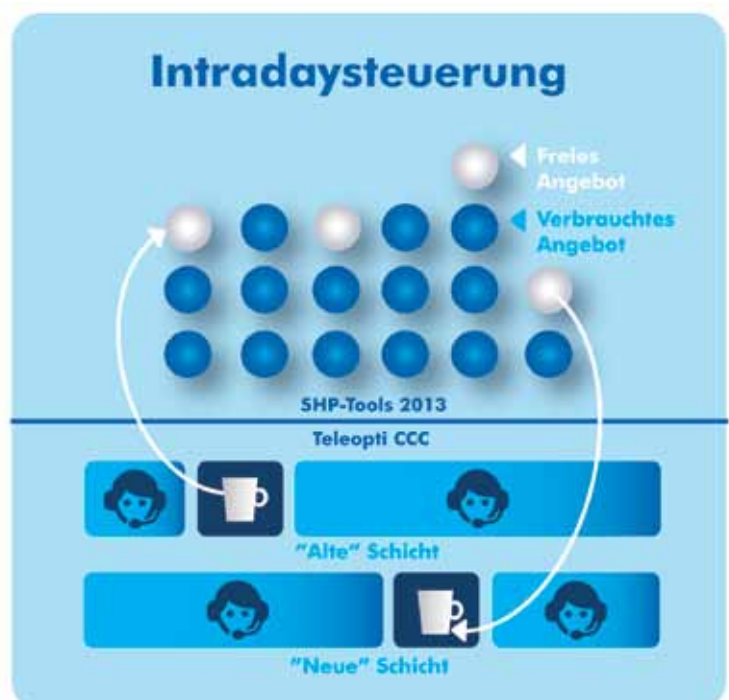 Intradaysteuerung
Freies
Angebot
Verbrauchtes
Angebot
SHP-Tools 2013
Teleopti CCC
"Alte" Schicht
"Neue" Schicht